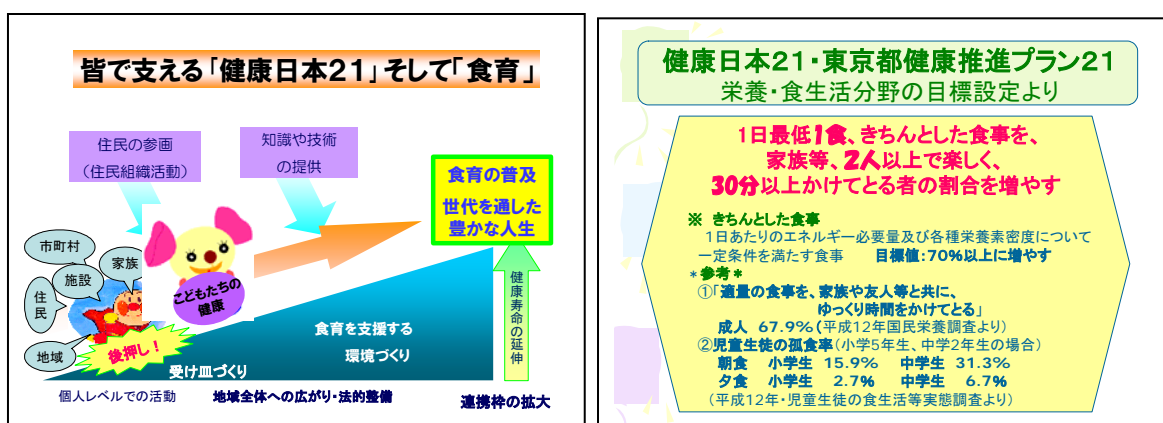 皆で支える「健康日本21」そして「食育」
住民の参画
（住民組織活動）
知識や技術
の提供
食育の普及
世代を通した
豊かな人生
市町村
家族
施設
住民
地域
こどもたちの
健康
後押し！
食育を支援する
環境づくり
受け皿づくり
健康寿命の延伸
個人レベルでの活動
地域全体への広がり・法的整備
連携枠の拡大
健康日本21・東京都健康推進プラン21
栄養・食生活分野の目標設定より
1日最低1食、きちんとした食事を、
家族等、2人以上で楽しく、
30分以上かけてとる者の割合を増やす
※ きちんとした食事
1日あたりのエネルギー必要量及び各種栄養素密度について
一定条件を満たす食事 目標値：70％以上に増やす
＊参考＊
①「適量の食事を、家族や友人等と共に、
ゆっくり時間をかけてとる」
成人 67.9％（平成12年国民栄養調査より）
②児童生徒の孤食率（小学5年生、中学2年生の場合）
朝食 小学生 15.9％ 中学生 31.3％
夕食 小学生 2.7％ 中学生 6.7％
（平成12年・児童生徒の食生活等実態調査より）